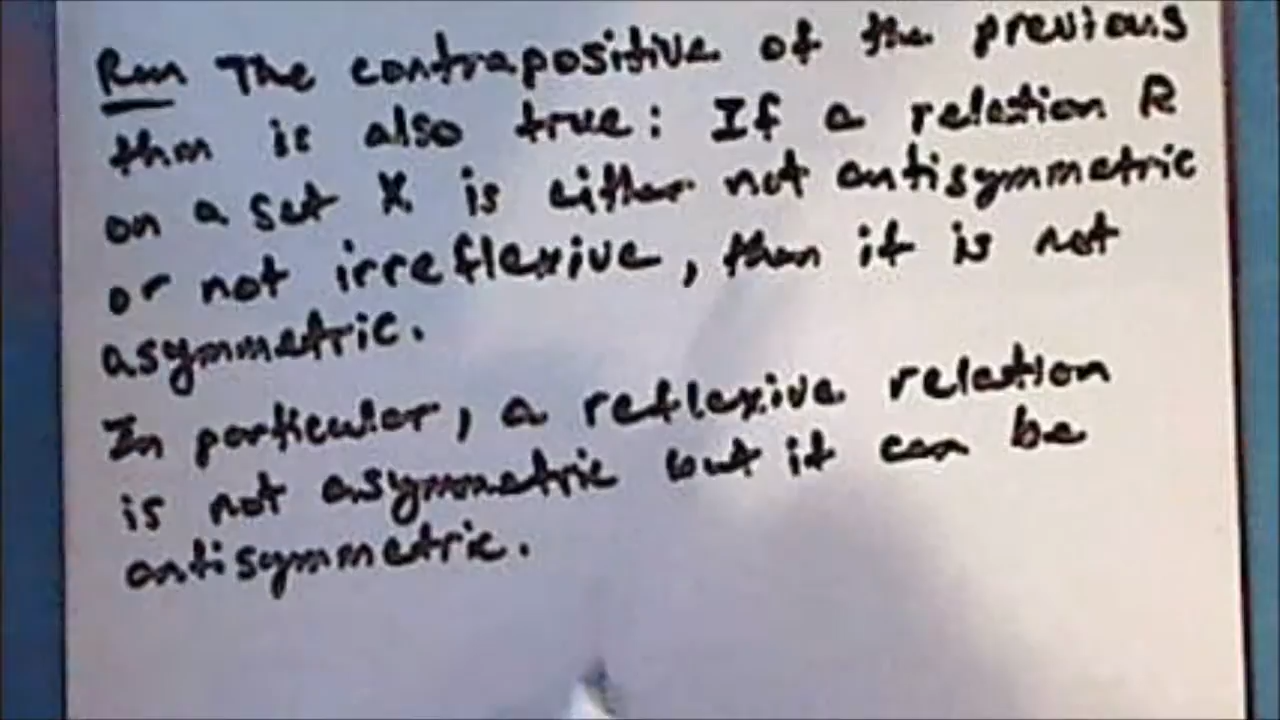 Rem The contrapositive of the previous
thm is also true: If a relation R
on a set X is either not antisymmetric
or not irreflexive, then it is not
asymmetric.
In particular, a reflexive relation
is not asymmetric but it can be
antisymmetric.